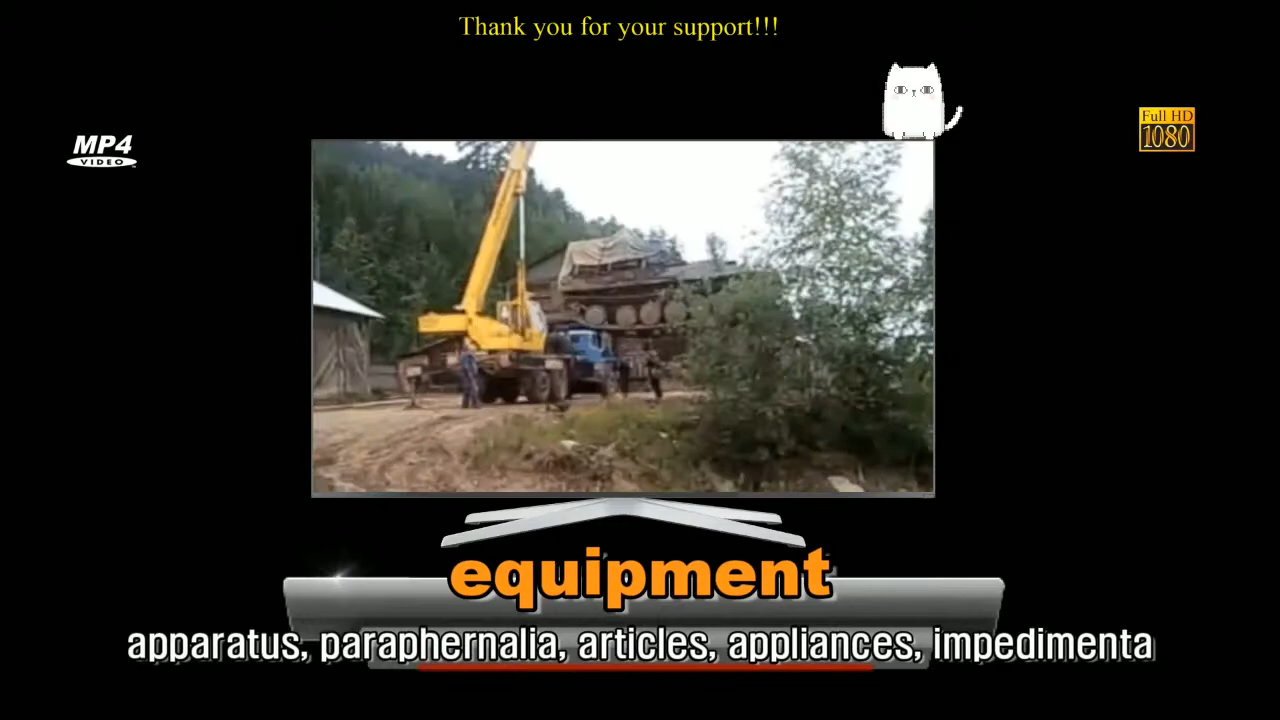 Thank you for your support!!!
MP4
VIDEO
Full HD
1080
equipment
apparatus, paraphernalia, articles, appliances, impedimenta